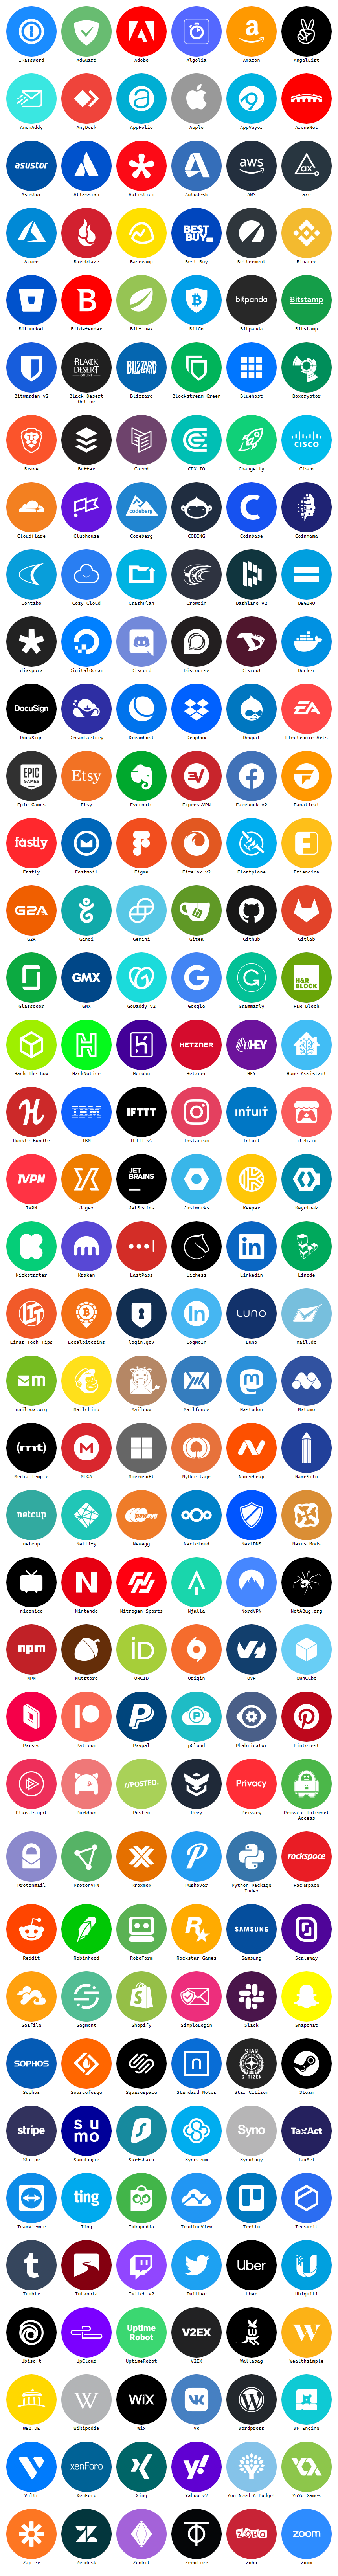 1Password AdGuard Adobe Algolia Amazon AngelList
AnonAddy AnyDesk AppFolio Apple AppVeyor ArenaNet
asustor aws ax
Asustor Atlassian Autistici Autodesk AWS axe
BEST
BUY
Azure Backblaze Basecamp Best Buy Betterment Binance
B bitpanda Bitstamp
Bitbucket Bitdefender Bitfinex BitGo Bitpanda Bitstamp
BLACK
DESERT
ONLINE
BLIZZARD
Bitwarden v2 Black Desert Online Blizzard Blockstream Green Bluehost Boxcryptor
CISCO
Brave Buffer Carrd CEX.IO Changelly Cisco
codeberg C
Cloudflare Clubhouse Codeberg CODING Coinbase Coinmama
Contabo Cozy Cloud CrashPlan Crowdin Dashlane v2 DEGIRO
diaspora DigitalOcean Discord Discourse Disroot Docker
DocuSign EA
DocuSign DreamFactory Dreamhost Dropbox Drupal Electronic Arts
EPIC
GAMES
Etsy EV
Epic Games Etsy Evernote ExpressVPN Facebook v2 Fanatical
fastly
Fastly Fastmail Figma Firefox v2 Floatplane Friendica
G2A
G2A Gandi Gemini Gitea Github Gitlab
GMX G G H&R
BLOCK
Glassdoor GMX GoDaddy v2 Google Grammarly H&R Block
HETZNER HEY
Hack The Box HackNotice Heroku Hetzner HEY Home Assistant
H IBM IFTTT intuit
Humble Bundle IBM IFTTT v2 Instagram Intuit itch.io
IVPN JET
BRAINS
IVPN Jagex JetBrains Justworks Keeper Keycloak
K in
Kickstarter Kraken LastPass Lichess Linkedin Linode
LTT In LUNO
Linus Tech Tips Localbitcoins login.gov LogMeIn Luno mail.de
m
mailbox.org Mailchimp Mailcow Mailfence Mastodon Matomo
(mt) M
Media Temple MEGA Microsoft MyHeritage Namecheap NameSilo
netcup newegg
netcup Netlify Newegg Nextcloud NextDNS Nexus Mods
N
niconico Nintendo Nitrogen Sports Njalla NordVPN NotABug.org
npm iD
NPM Nutstore ORCID Origin OVH OwnCube
P
Parsec Patreon Paypal pCloud Phabricator Pinterest
//POSTEO. Privacy
Pluralsight Porkbun Posteo Prey Privacy Private Internet Access
rackspace
Protonmail ProtonVPN Proxmox Pushover Python Package Index Rackspace
R SAMSUNG
Reddit Robinhood RoboForm Rockstar Games Samsung Scaleway
S
Seafile Segment Shopify SimpleLogin Slack Snapchat
SOPHOS n STAR
CITIZEN
Sophos SourceForge Squarespace Standard Notes Star Citizen Steam
stripe su
mo
Syno TaxAct
Stripe SumoLogic Surfshark Sync.com Synology TaxAct
ting
TeamViewer Ting Tokopedia TradingView Trello Tresorit
t Uber
Tumblr Tutanota Twitch v2 Twitter Uber Ubiquiti
Uptime
Robot
V2EX W
Ubisoft UpCloud UptimeRobot V2EX Wallabag Wealthsimple
W WiX VK W
WEB.DE Wikipedia Wix VK Wordpress WP Engine
xenForo y!
Vultr XenForo Xing Yahoo v2 You Need A Budget YoYo Games
ZOHO zoom
Zapier Zendesk Zenkit ZeroTier Zoho Zoom